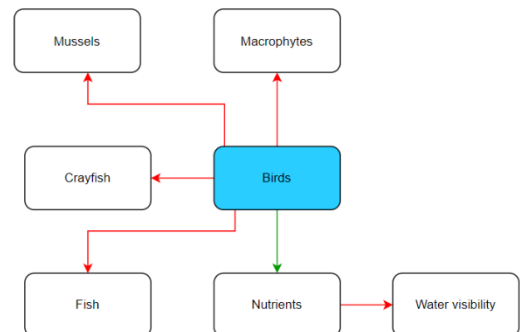 Mussels
Macrophytes
Crayfish
Birds
Fish
Nutrients
Water visibility